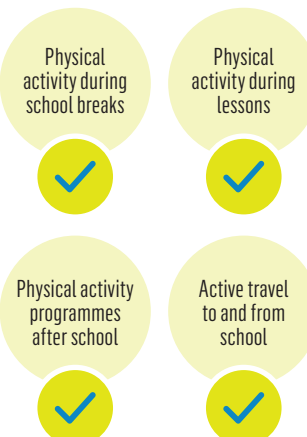 Physical
activity during
school breaks
Physical
activity during
lessons
Physical activity
programmes
after school
Active travel
to and from
school